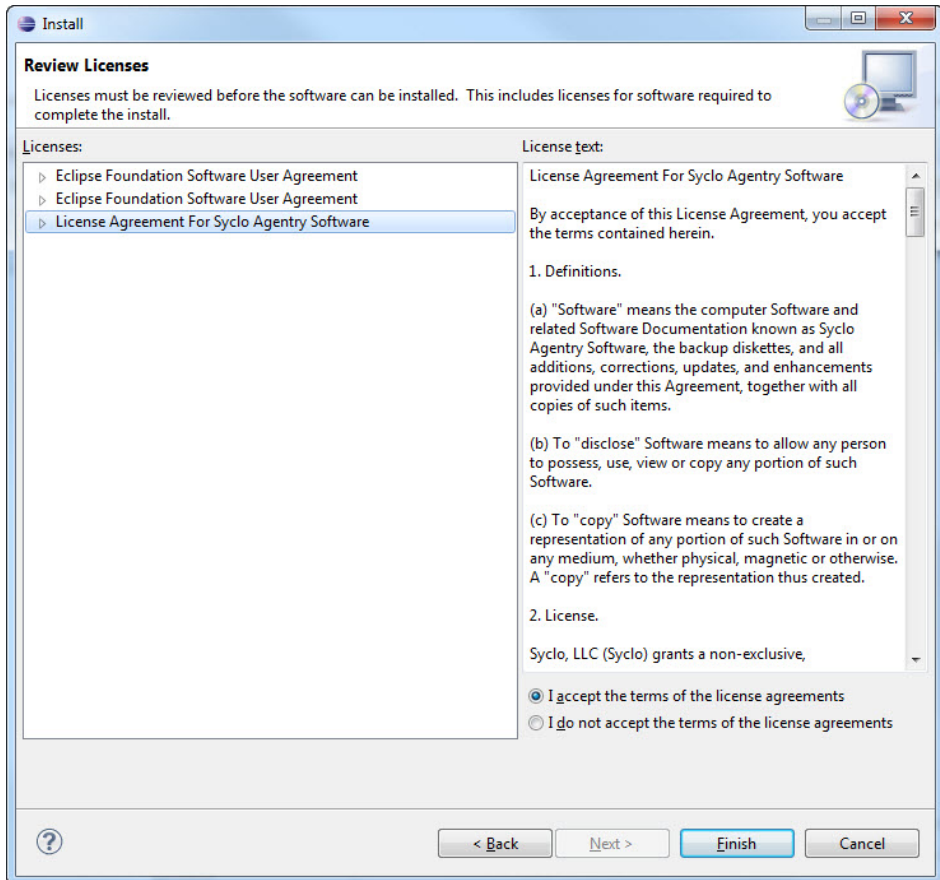 Install
Review Licenses
Licenses must be reviewed before the software can be installed.  This includes licenses for software required to
complete the install.
Licenses:
Eclipse Foundation Software User Agreement
Eclipse Foundation Software User Agreement
License Agreement For Syclo Agentry Software
License text:
License Agreement For Syclo Agentry Software
By acceptance of this License Agreement, you accept
the terms contained herein.
1. Definitions.
(a) "Software" means the computer Software and
related Software Documentation known as Syclo
Agentry Software, the backup diskettes, and all
additions, corrections, updates, and enhancements
provided under this Agreement, together with all
copies of such items.
(b) To "disclose" Software means to allow any person
to possess, use, view or copy any portion of such
Software.
(c) To "copy" Software means to create a
representation of any portion of such Software in or on
any medium, whether physical, magnetic or otherwise.
A "copy" refers to the representation thus created.
2. License.
Syclo, LLC (Syclo) grants a non-exclusive,
I accept the terms of the license agreements
I do not accept the terms of the license agreements
?
< Back
Next >
Finish
Cancel